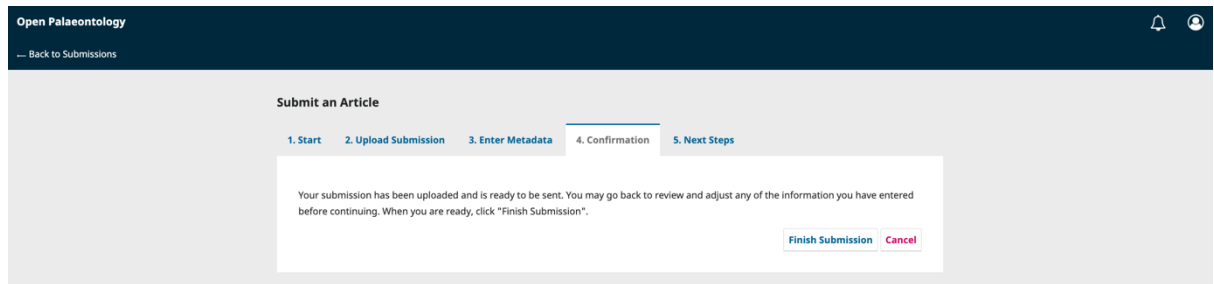 Open Palaeontology
← Back to Submissions
Submit an Article
1. Start 2. Upload Submission 3. Enter Metadata 4. Confirmation 5. Next Steps
Your submission has been uploaded and is ready to be sent. You may go back to review and adjust any of the information you have entered
before continuing. When you are ready, click "Finish Submission".
Finish Submission Cancel